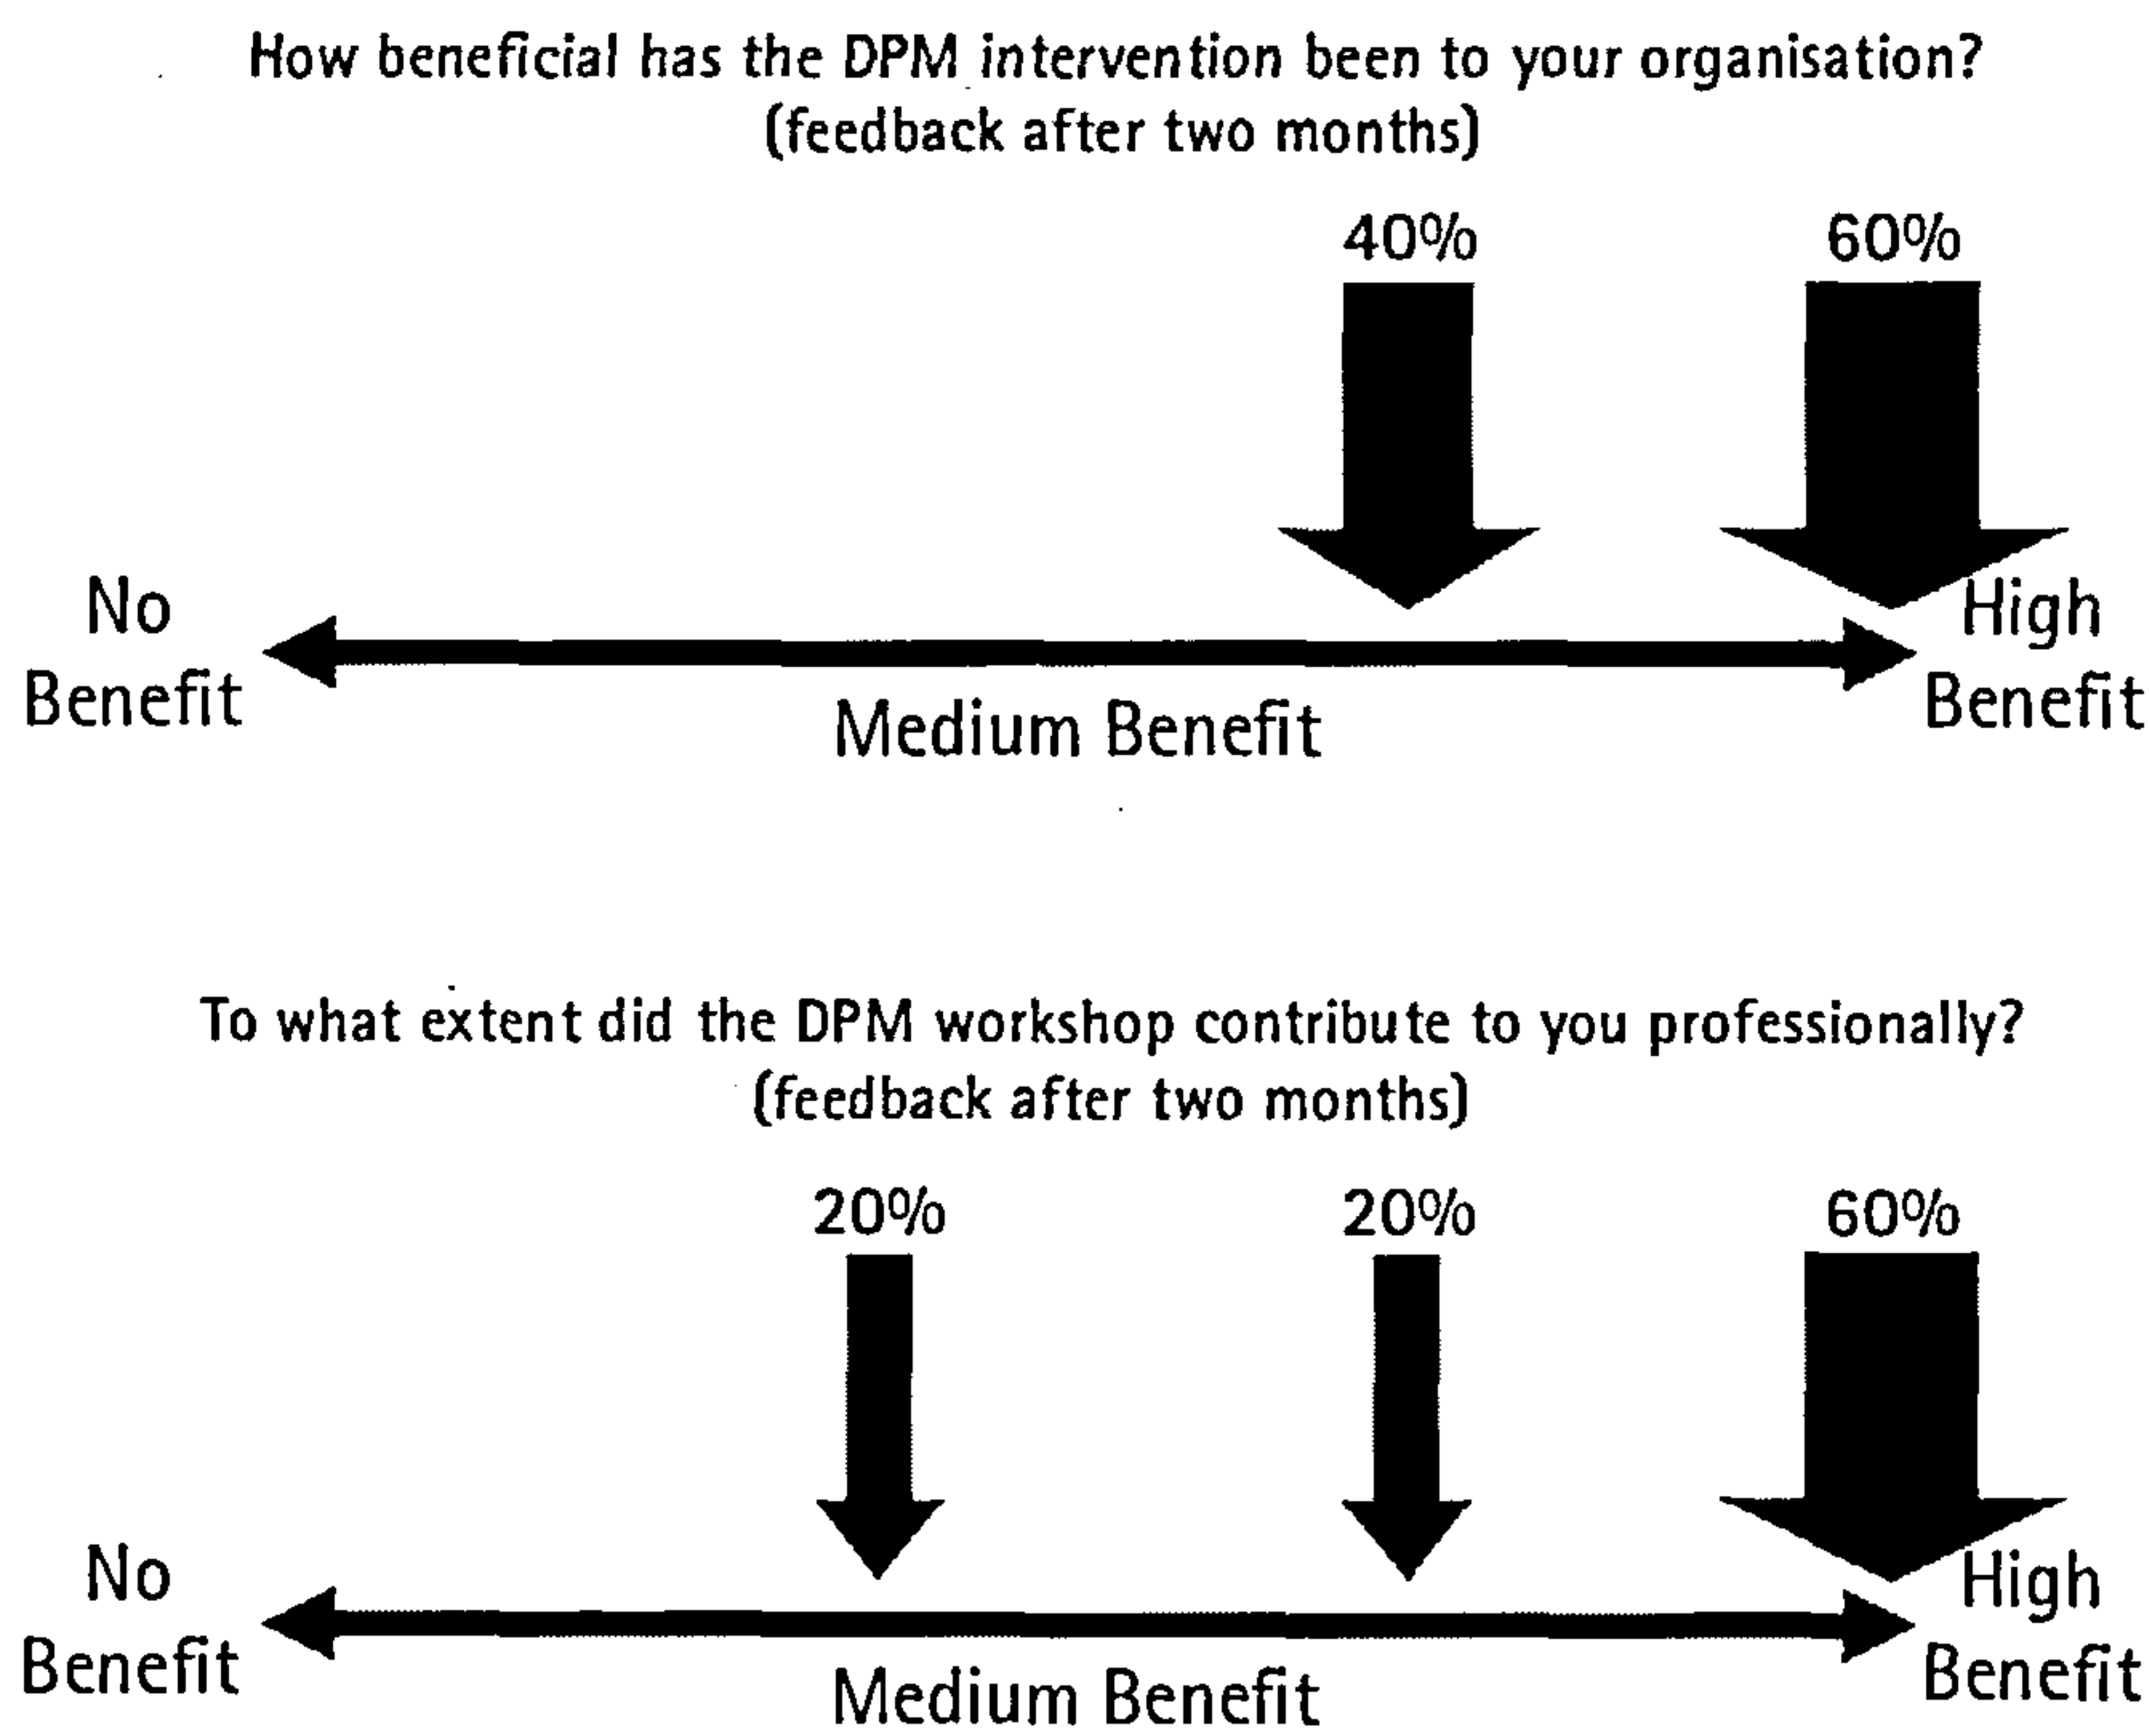 How beneficial has the DPM intervention been to your organisation?
(feedback after two months)
40% 60%
No
Benefit
High
Benefit
Medium Benefit
To what extent did the DPM workshop contribute to you professionally?
(feedback after two months)
20% 20% 60%
No
Benefit
High
Benefit
Medium Benefit